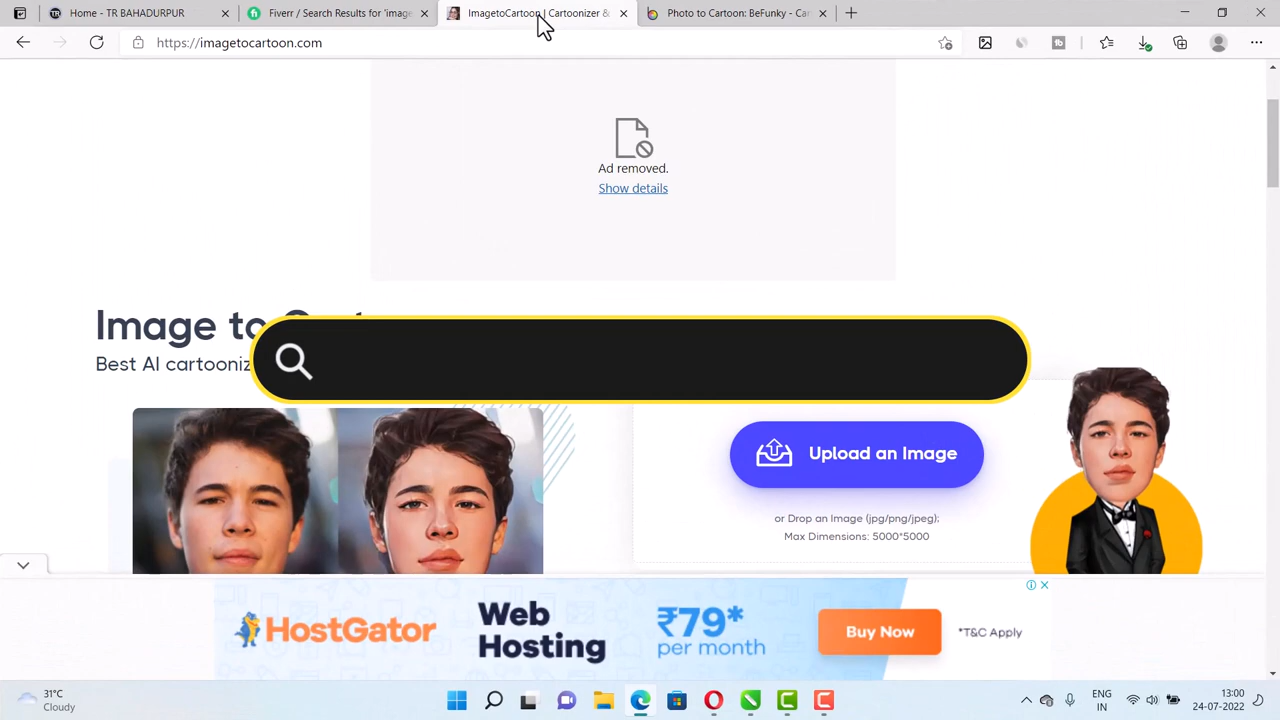 Home - TR BAHADURPUR
Fiverr / Search Results for 'image
ImagetoCartoon | Cartoonizer &
Photo to Cartoon: BeFunky - Car
https://imagetocartoon.com
Ad removed.
Show details
Image to
Best AI cartooniz
Upload an Image
or Drop an Image (jpg/png/jpeg);
Max Dimensions: 5000*5000
HostGator
Web
Hosting
₹79*
per month
Buy Now
*T&C Apply
31°C
Cloudy
ENG
IN
13:00
24-07-2022